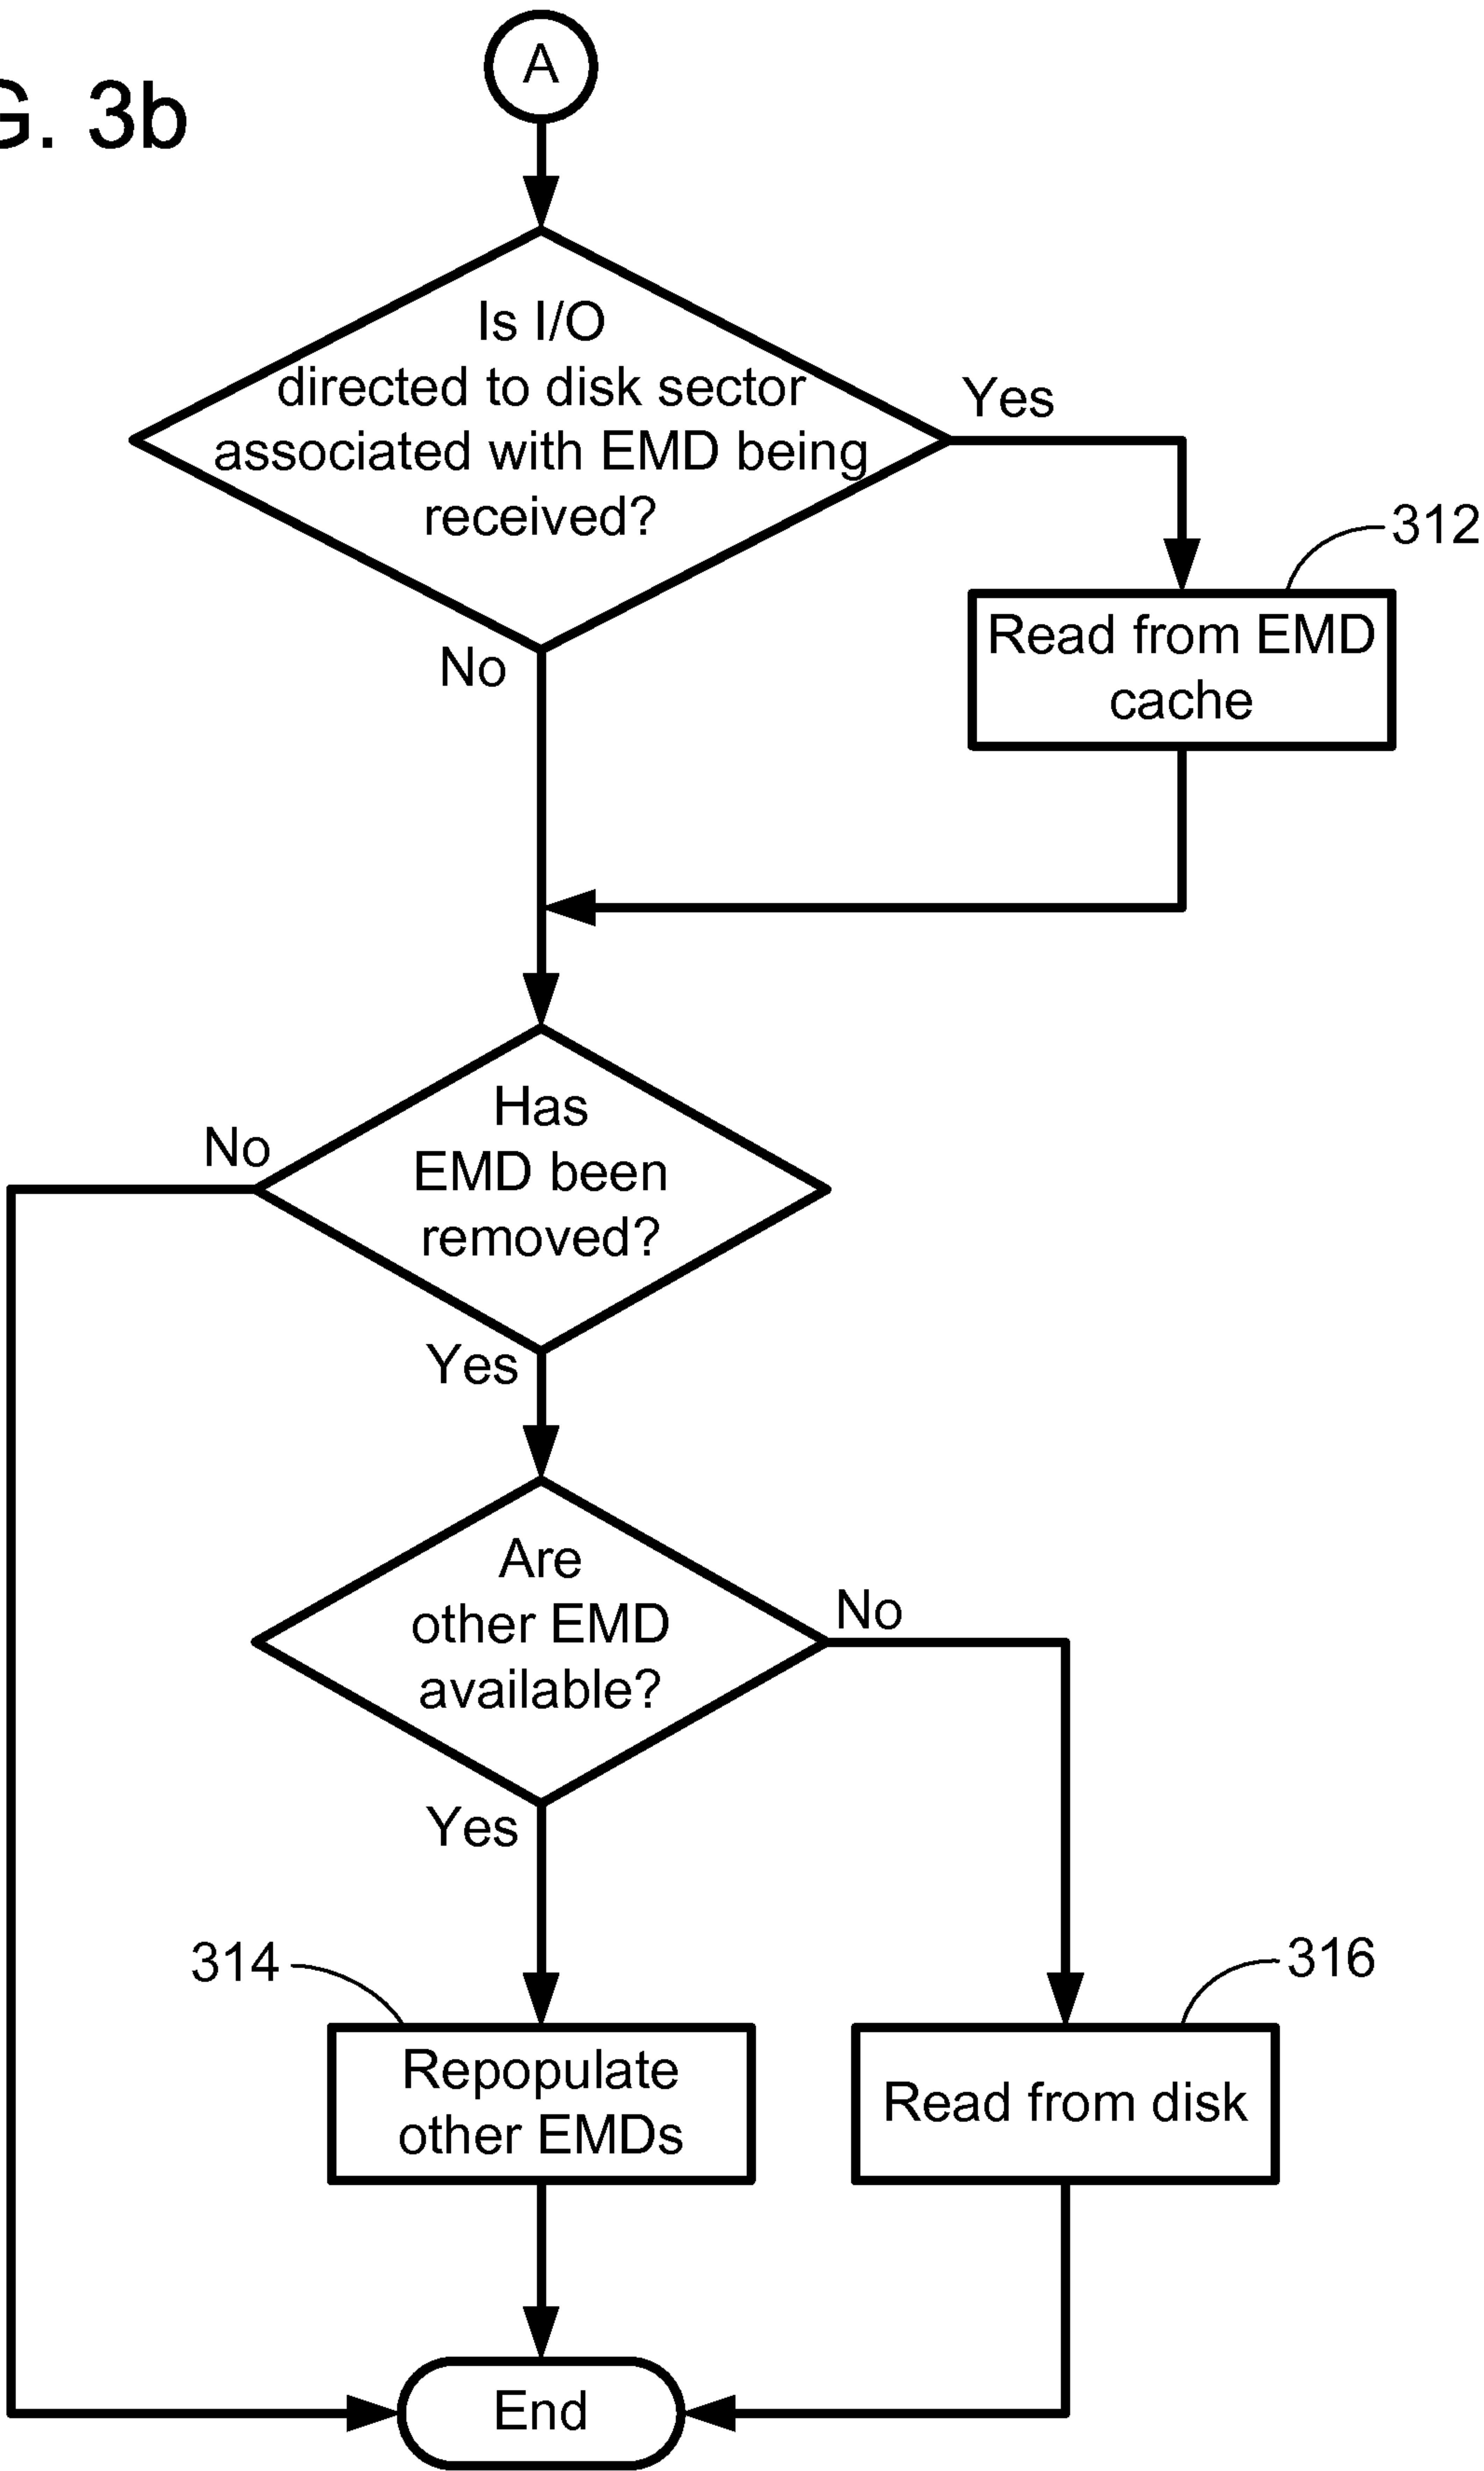 G. 3b
A
Is I/O
directed to disk sector
associated with EMD being
received?
Yes
No
312
Read from EMD
cache
Has
EMD been
removed?
No
Yes
Are
other EMD
available?
No
Yes
314
Repopulate
other EMDs
316
Read from disk
End